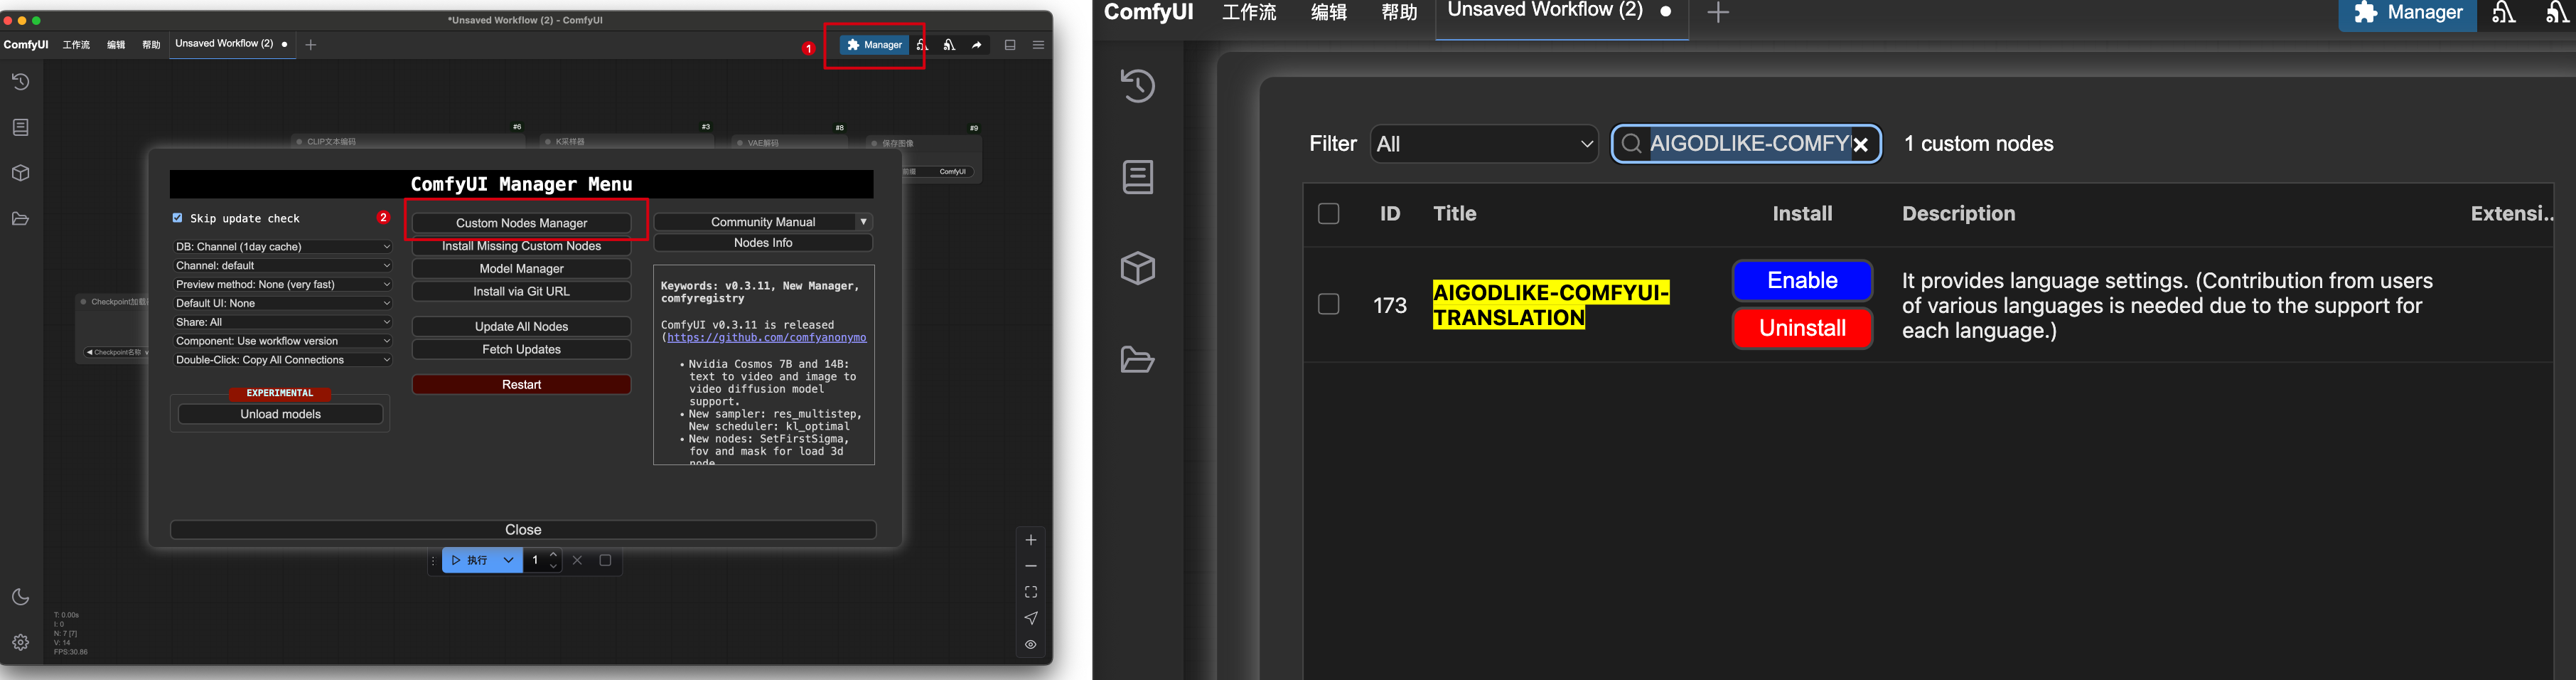 *Unsaved Workflow (2) - ComfyUI
ComfyUI 工作流 编辑 帮助 Unsaved Workflow (2)
1
Manager
#6
#3
#8
#9
CLIP文本编码
K采样器
VAE解码
保存图像
ComfyUI
ComfyUI Manager Menu
Skip update check
2
DB: Channel (1day cache)
Channel: default
Preview method: None (very fast)
Default UI: None
Share: All
Component: Use workflow version
Double-Click: Copy All Connections
EXPERIMENTAL
Unload models
Custom Nodes Manager
Install Missing Custom Nodes
Model Manager
Install via Git URL
Update All Nodes
Fetch Updates
Restart
Community Manual
Nodes Info
Keywords: v0.3.11, New Manager,
comfyregistry
ComfyUI v0.3.11 is released
(https://github.com/comfyanonymo
• Nvidia Cosmos 7B and 14B:
text to video and image to
video diffusion model
support.
• New sampler: res_multistep,
New scheduler: kl_optimal
• New nodes: SetFirstSigma,
fov and mask for load 3d
node
Close
Checkpoint加载
Checkpoint名称
执行 1
T: 0.00s
I: 0
N: 7 [7]
V: 14
FPS:30.86
ComfyUI 工作流 编辑 帮助 Unsaved Workflow (2)
Manager
Filter All AIGODLIKE-COMFY 1 custom nodes
ID Title Install Description Extensi..
173
AIGODLIKE-COMFYUI-
TRANSLATION
Enable
Uninstall
It provides language settings. (Contribution from users
of various languages is needed due to the support for
each language.)